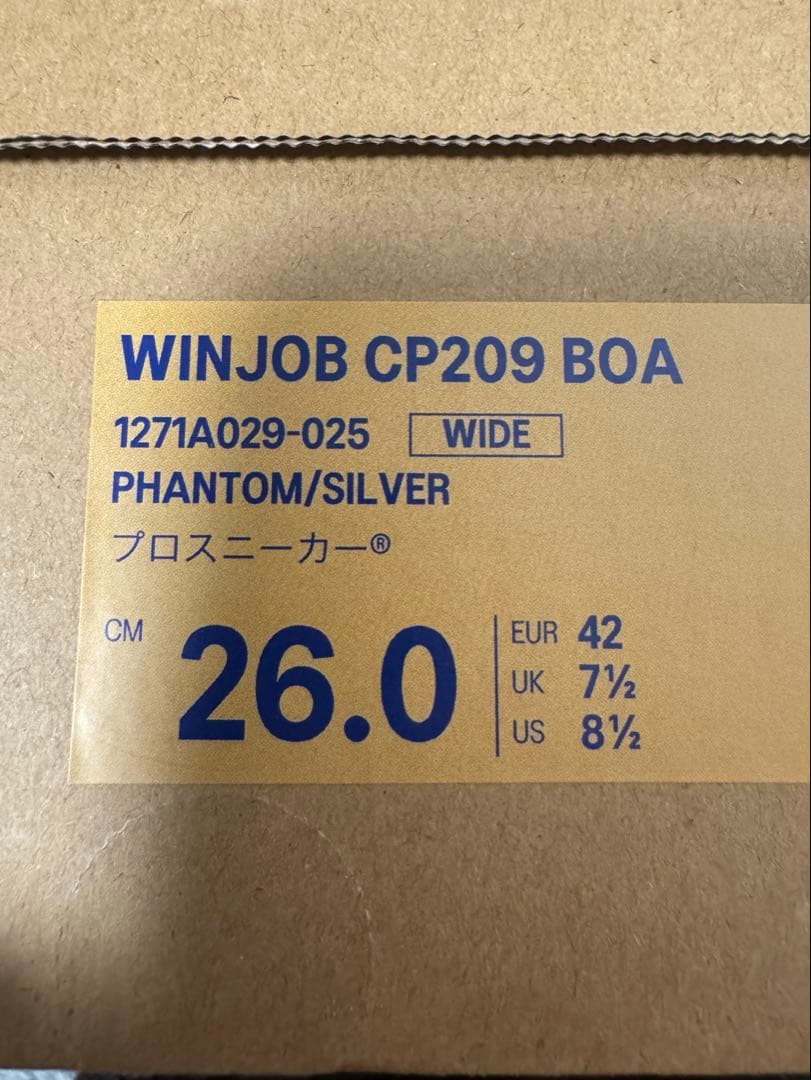 WINJOB CP209 BOA
1271A029-025 WIDE
PHANTOM/SILVER
プロスニーカー®
CM 26.0
EUR 42
UK 7½
US 8½